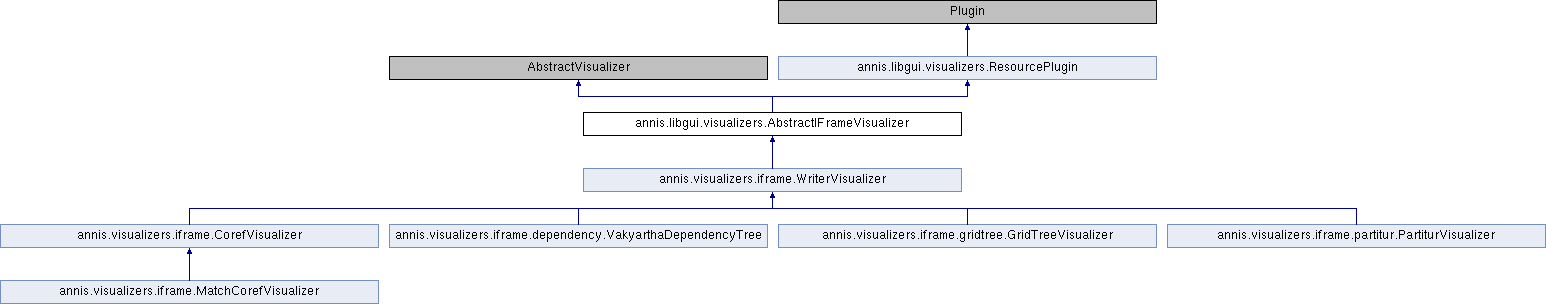 Plugin
AbstractVisualizer
annis.libgui.visualizers.ResourcePlugin
annis.libgui.visualizers.AbstractIFrameVisualizer
annis.visualizers.iframe.WriterVisualizer
annis.visualizers.iframe.CorefVisualizer
annis.visualizers.iframe.dependency.VakyarthaDependencyTree
annis.visualizers.iframe.gridtree.GridTreeVisualizer
annis.visualizers.iframe.partitur.PartiturVisualizer
annis.visualizers.iframe.MatchCorefVisualizer